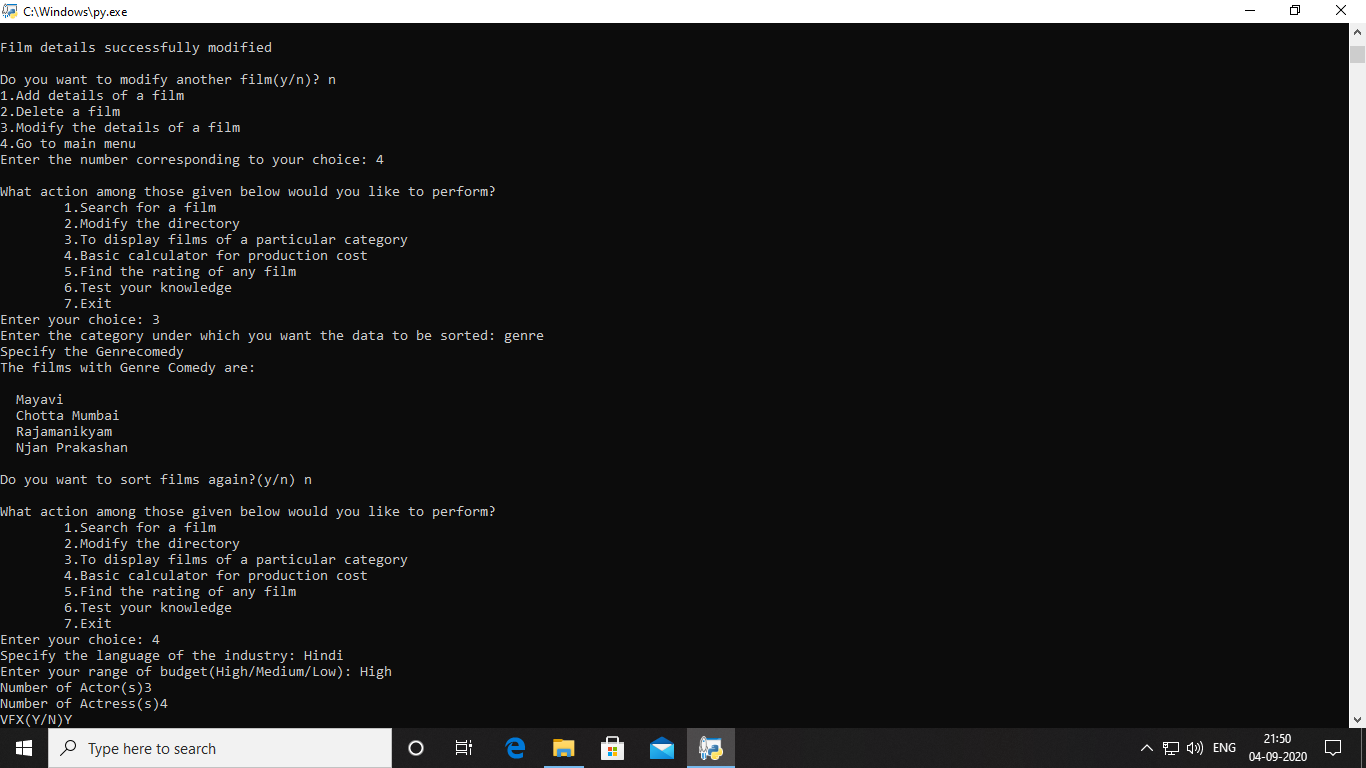 C:\Windows\py.exe
Film details successfully modified
Do you want to modify another film(y/n)? n
1.Add details of a film
2.Delete a film
3.Modify the details of a film
4.Go to main menu
Enter the number corresponding to your choice: 4
What action among those given below would you like to perform?
1.Search for a film
2.Modify the directory
3.To display films of a particular category
4.Basic calculator for production cost
5.Find the rating of any film
6.Test your knowledge
7.Exit
Enter your choice: 3
Enter the category under which you want the data to be sorted: genre
Specify the Genrecomedy
The films with Genre Comedy are:
Mayavi
Chotta Mumbai
Rajamanikyam
Njan Prakashan
Do you want to sort films again?(y/n) n
What action among those given below would you like to perform?
1.Search for a film
2.Modify the directory
3.To display films of a particular category
4.Basic calculator for production cost
5.Find the rating of any film
6.Test your knowledge
7.Exit
Enter your choice: 4
Specify the language of the industry: Hindi
Enter your range of budget(High/Medium/Low): High
Number of Actor(s)3
Number of Actress(s)4
VFX(Y/N)Y
Type here to search
ENG
21:50
04-09-2020